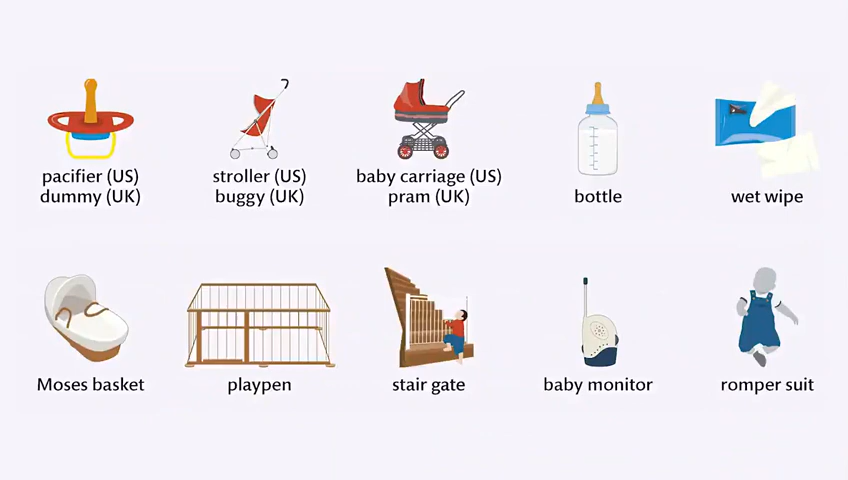 pacifier (US)
dummy (UK)
stroller (US)
buggy (UK)
baby carriage (US)
pram (UK)
bottle
wet wipe
Moses basket
playpen
stair gate
baby monitor
romper suit